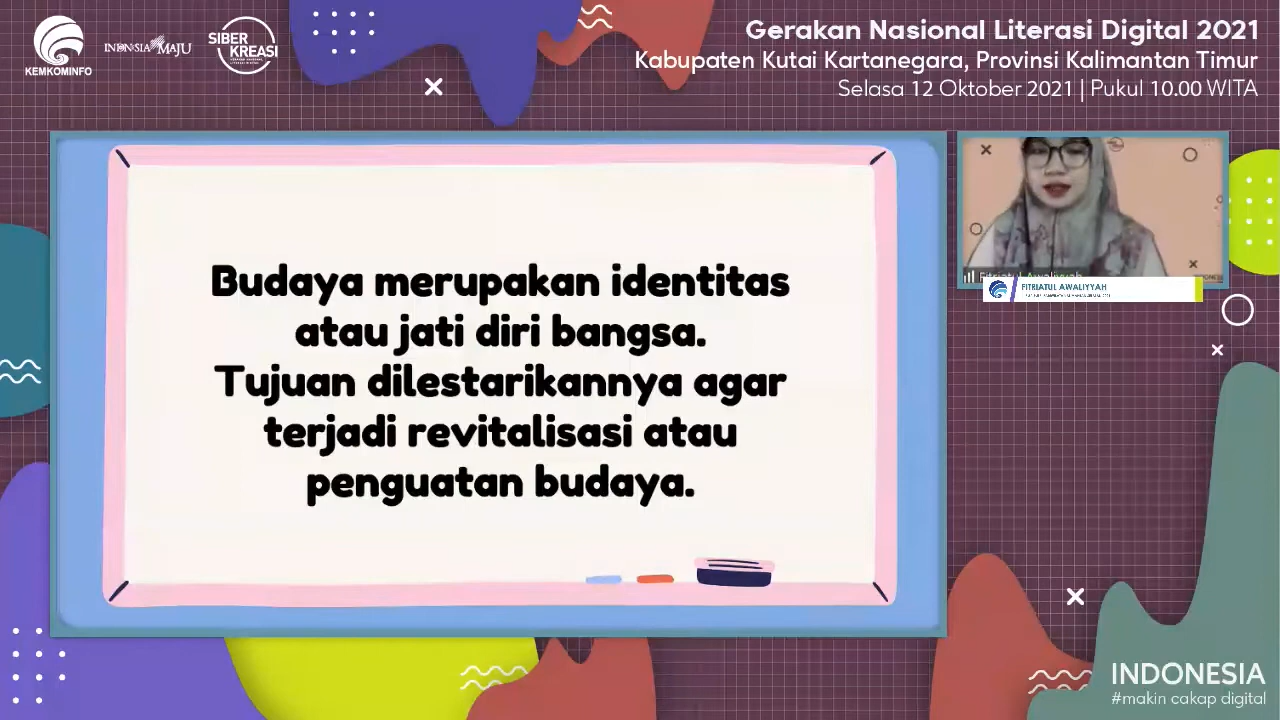 KEMKOMINFO
INDONESIA MAJU
SIBER
KREASI
Gerakan Nasional Literasi Digital 2021
Kabupaten Kutai Kartanegara, Provinsi Kalimantan Timur
Selasa 12 Oktober 2021 | Pukul 10.00 WITA
Budaya merupakan identitas
atau jati diri bangsa.
Tujuan dilestarikannya agar
terjadi revitalisasi atau
penguatan budaya.
Fitriatul Awaliyyah
FITRIATUL AWALIYYAH
INDONESIA
#makin cakap digital